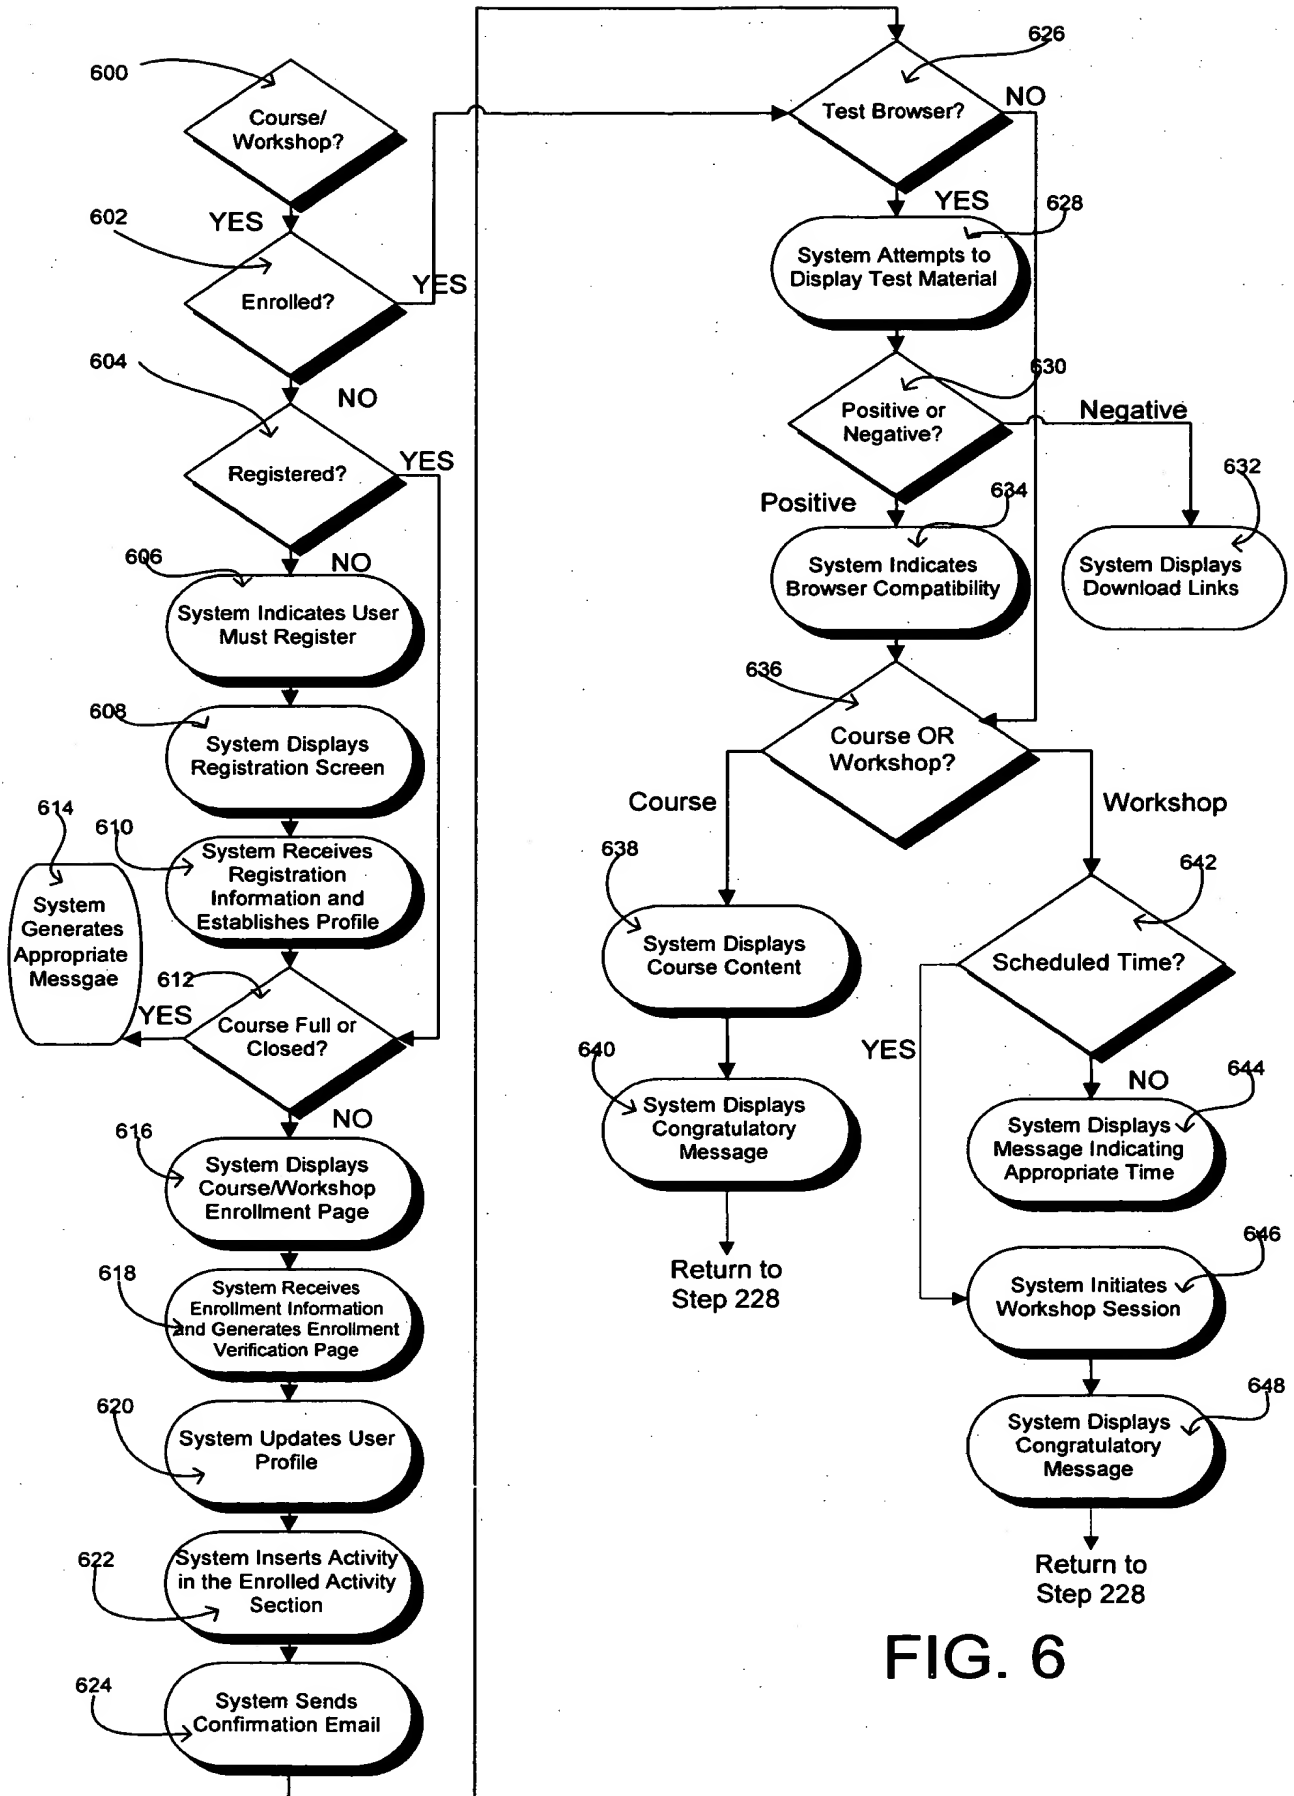 600
Course/
Workshop?
YES
602
Enrolled?
YES
604
NO
Registered?
YES
606
NO
System Indicates User
Must Register
608
System Displays
Registration Screen
614
610
System Receives
Registration
Information and
Establishes Profile
System
Generates
Appropriate
Messgae
612
YES
Course Full or
Closed?
NO
616
System Displays
Course/Workshop
Enrollment Page
618
System Receives
Enrollment Information
and Generates Enrollment
Verification Page
620
System Updates User
Profile
622
System Inserts Activity
in the Enrolled Activity
Section
624
System Sends
Confirmation Email
626
Test Browser?
NO
YES
628
System Attempts to
Display Test Material
630
Positive or
Negative?
Negative
632
System Displays
Download Links
Positive
634
System Indicates
Browser Compatibility
636
Course OR
Workshop?
Course
Workshop
638
System Displays
Course Content
640
System Displays
Congratulatory
Message
Return to
Step 228
642
Scheduled Time?
YES
NO
644
System Displays
Message Indicating
Appropriate Time
646
System Initiates
Workshop Session
648
System Displays
Congratulatory
Message
Return to
Step 228
FIG. 6